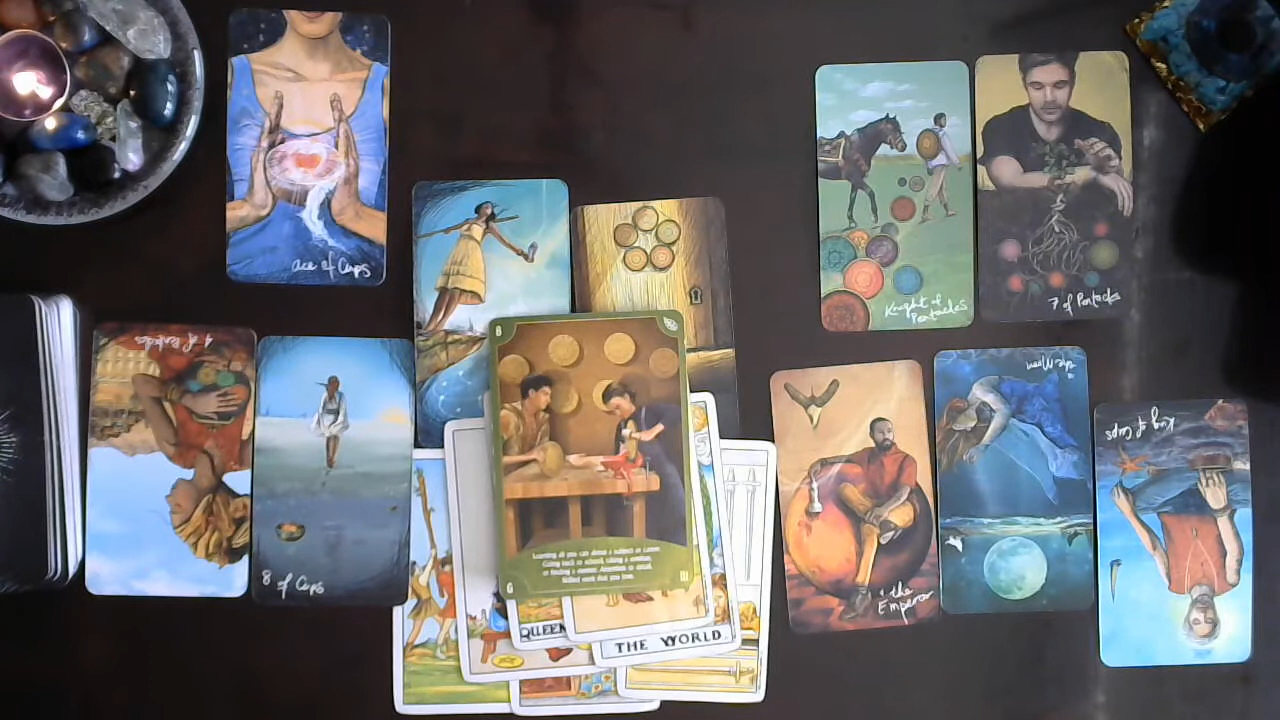 ace of Cups
Knight of
Pentacles
7 of Pentacles
8
4 of Pentacles
8 of Cups
the Moon
King of Cups
the
Emperor
Learning all you can about a subject or career.
Going back to school, taking a course
or finding a mentor. Attention to detail.
Skilled work that you love.
QUEEN
THE WORLD.